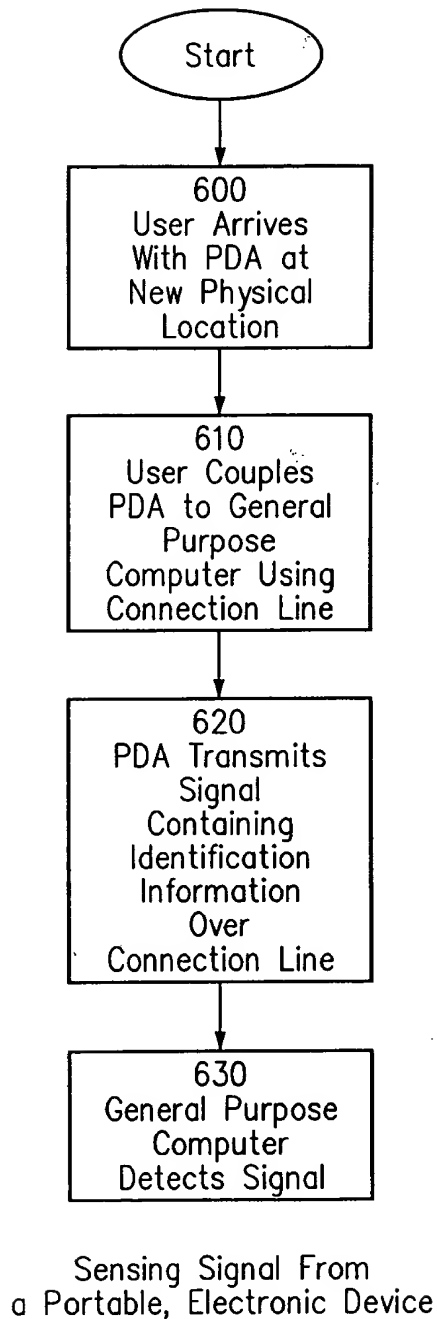 Start
600
User Arrives
With PDA at
New Physical
Location
610
User Couples
PDA to General
Purpose
Computer Using
Connection Line
620
PDA Transmits
Signal
Containing
Identification
Information
Over
Connection Line
630
General Purpose
Computer
Detects Signal
Sensing Signal From
a Portable, Electronic Device